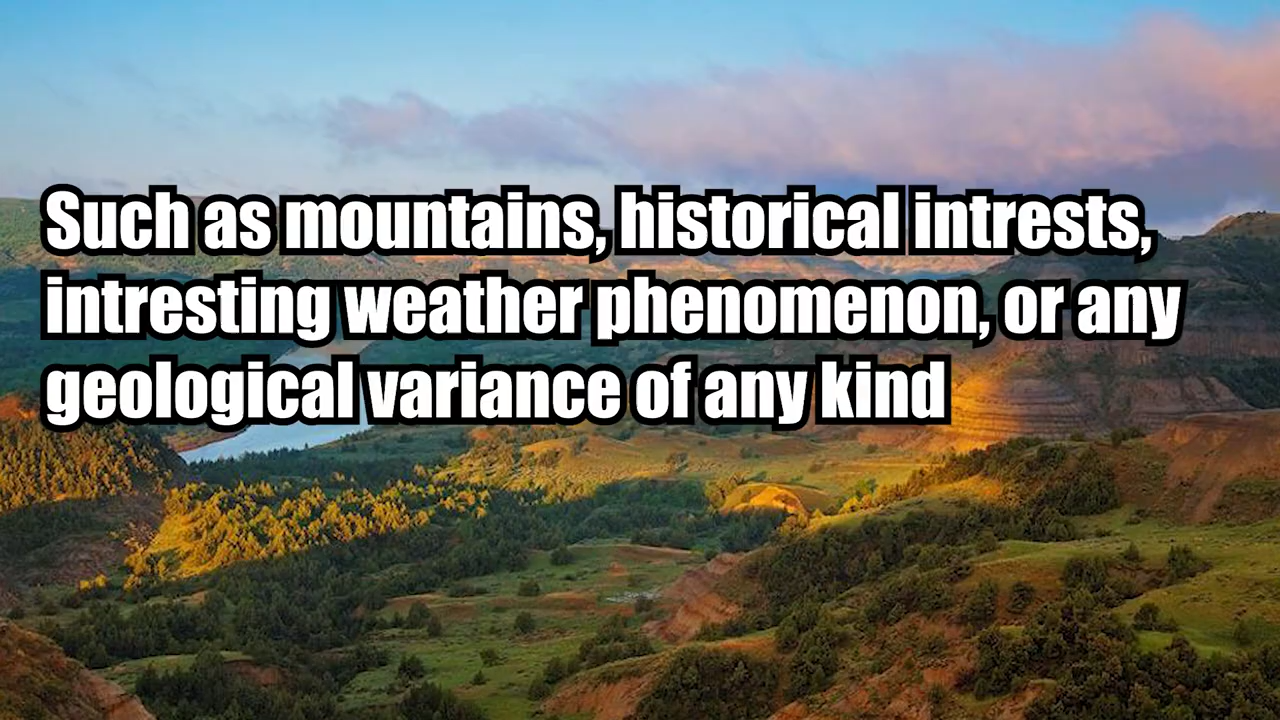 Such as mountains, historical intrests,
intresting weather phenomenon, or any
geological variance of any kind